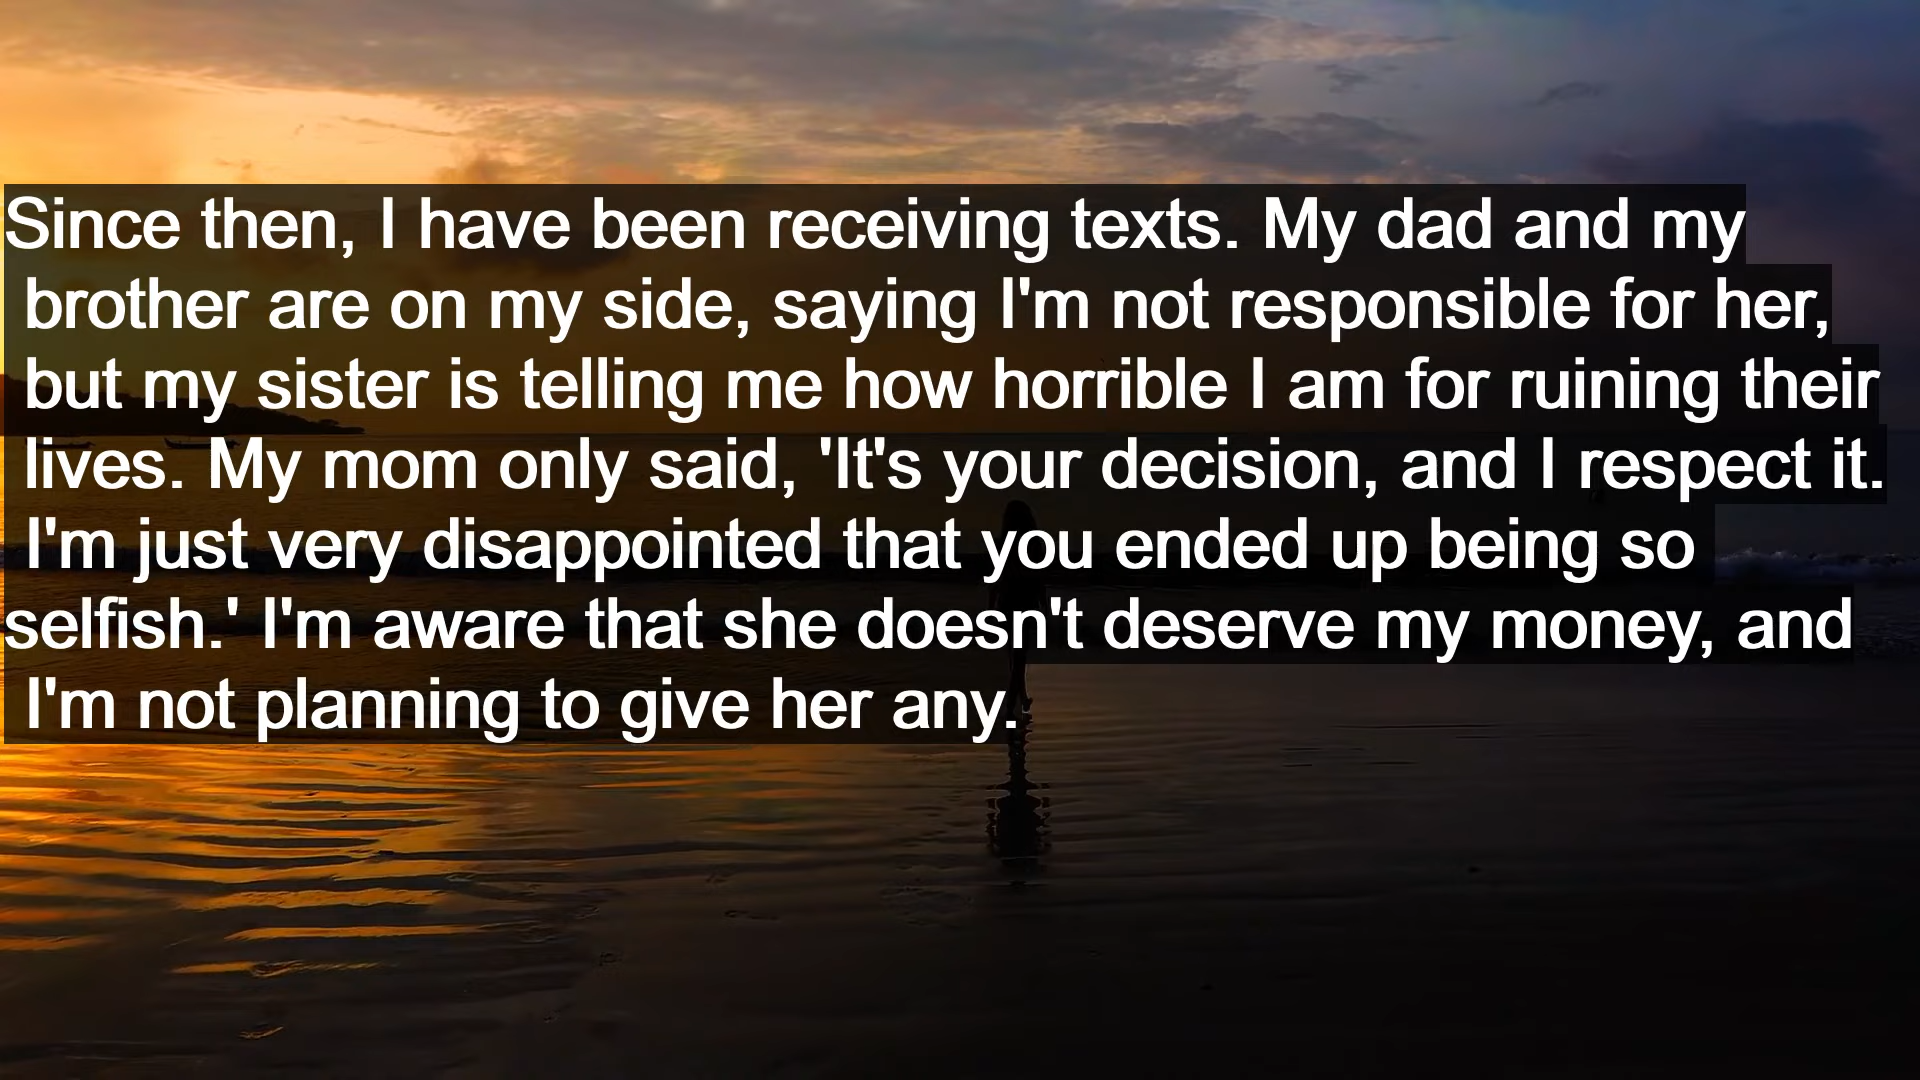 Since then, I have been receiving texts. My dad and my
brother are on my side, saying I'm not responsible for her,
but my sister is telling me how horrible I am for ruining their
lives. My mom only said, 'It's your decision, and I respect it.
I'm just very disappointed that you ended up being so
selfish.' I'm aware that she doesn't deserve my money, and
I'm not planning to give her any.